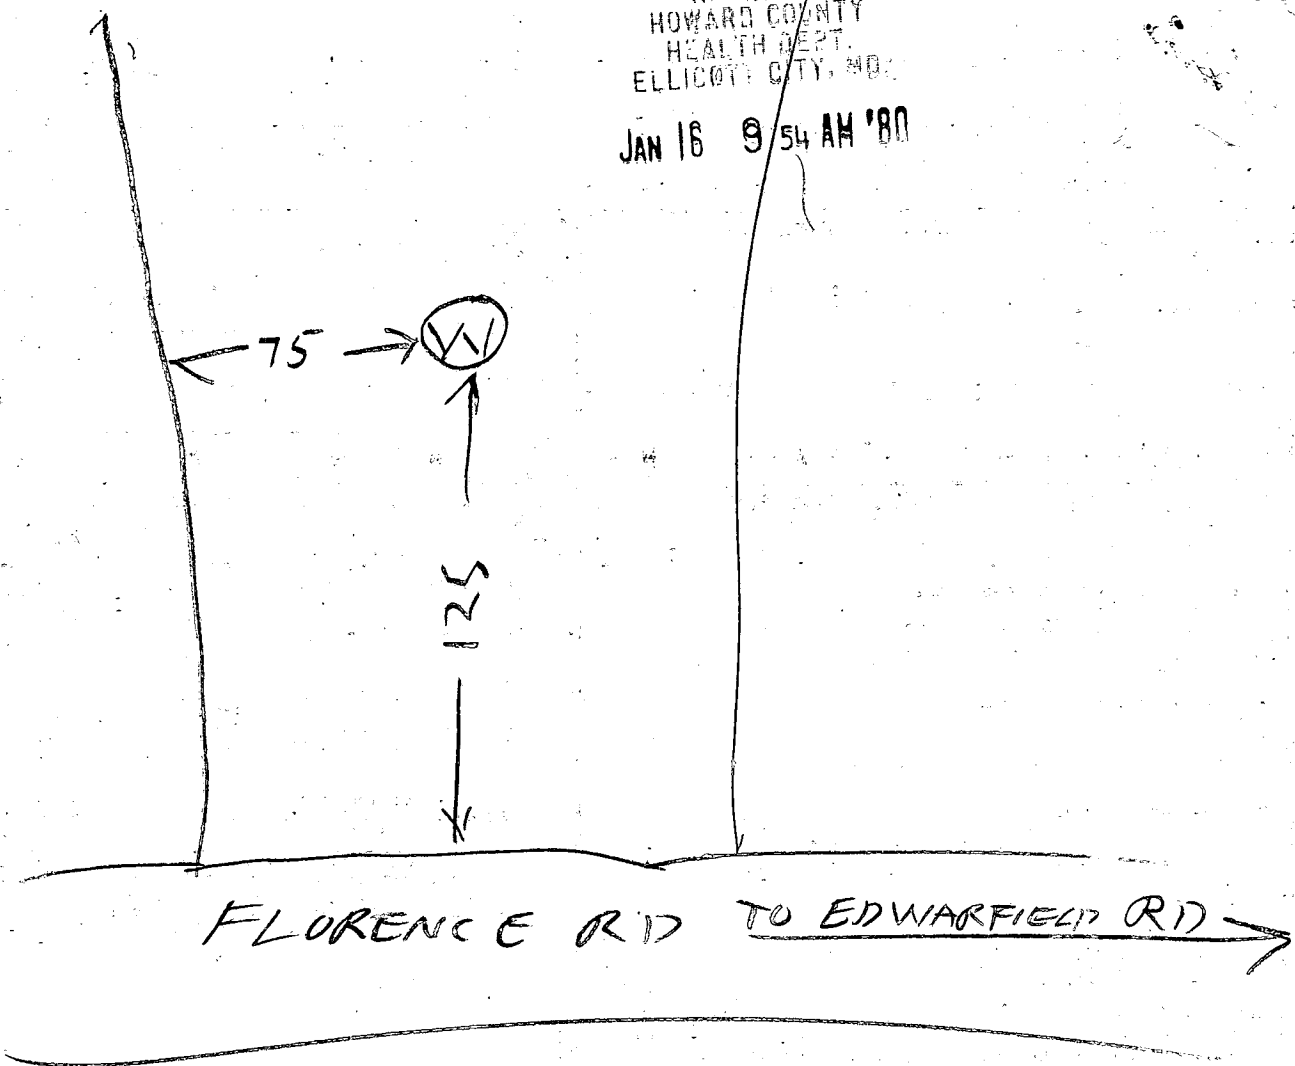 HOWARD COUNTY
HEALTH DEPT.
ELLICOTT CITY, MD.
JAN 16 9 54 AM '80
75
W
125
FLORENCE RD TO EDWARFIELD RD